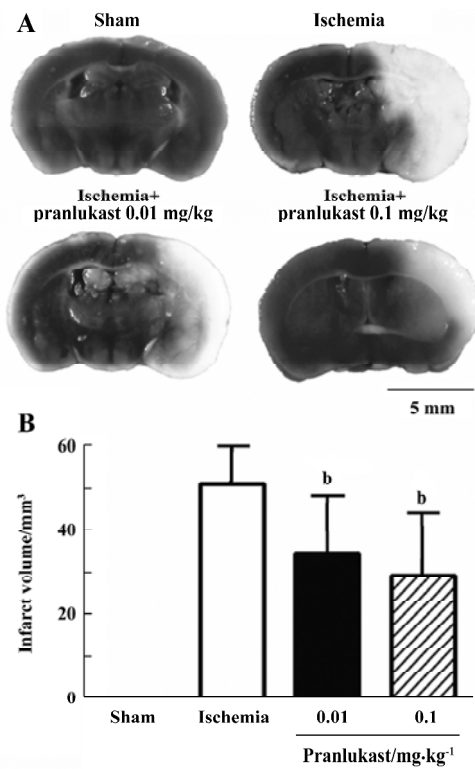 A
Sham
Ischemia
Ischemia+
pranlukast 0.01 mg/kg
Ischemia+
pranlukast 0.1 mg/kg
5 mm
B
Infarct volume/mm³
60
40
20
0
b
b
Sham
Ischemia
0.01
0.1
Pranlukast/mg·kg⁻¹